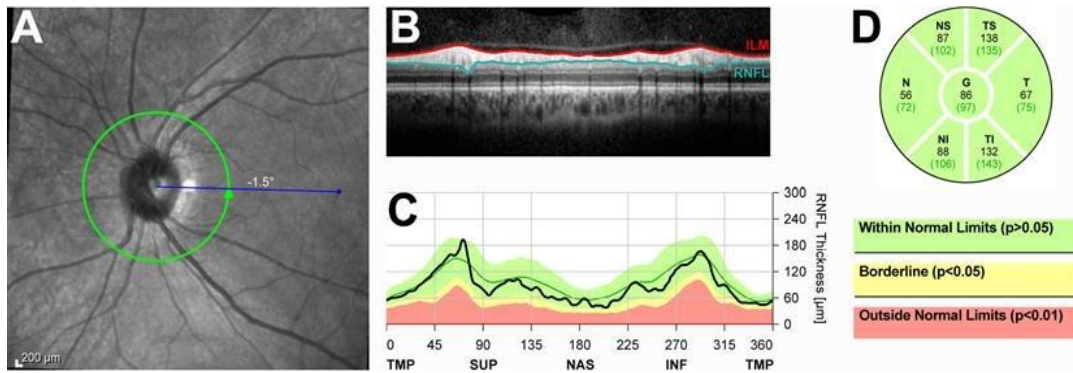 A
-1.5°
200 µm
B
ILM
RNFL
C
300
240
180
120
60
0
RNFL Thickness [µm]
0 45 90 135 180 225 270 315 360
TMP SUP NAS INF TMP
D
NS TS
87 138
(102) (135)
N G T
56 86 67
(72) (97) (75)
NI TI
88 132
(106) (143)
Within Normal Limits (p>0.05)
Borderline (p<0.05)
Outside Normal Limits (p<0.01)